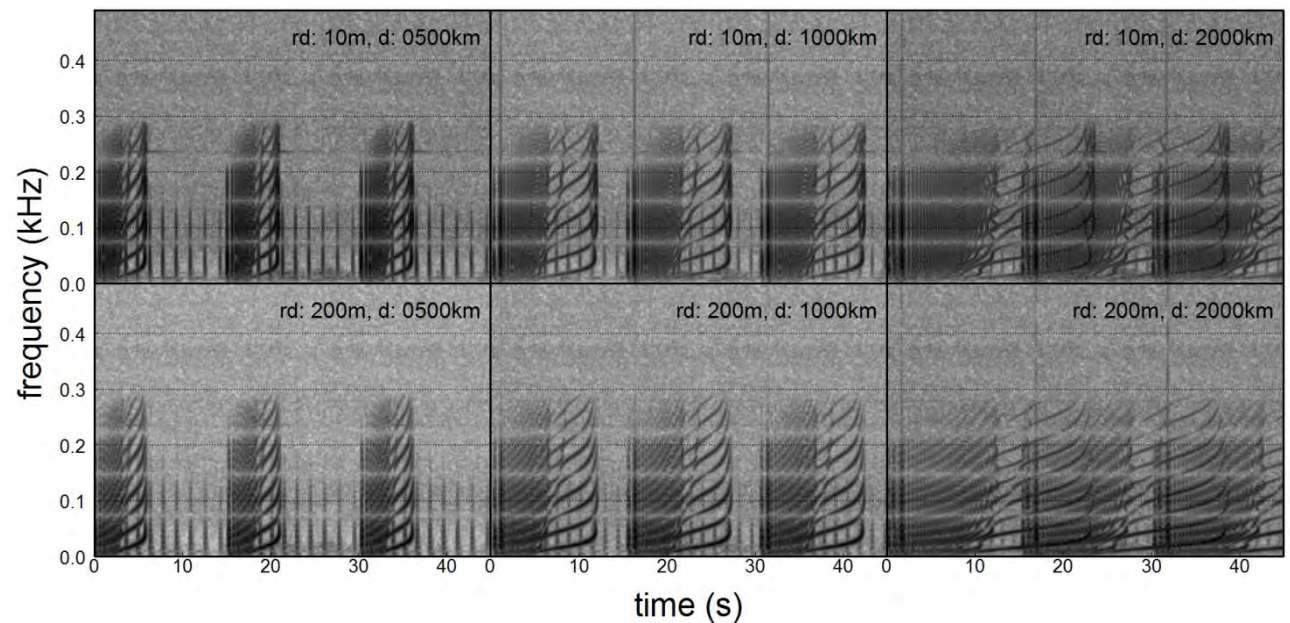 rd: 10m, d: 0500km
rd: 10m, d: 1000km
rd: 10m, d: 2000km
0.4
0.3
0.2
0.1
0.0
rd: 200m, d: 0500km
rd: 200m, d: 1000km
rd: 200m, d: 2000km
0.4
0.3
0.2
0.1
0.0
frequency (kHz)
0 10 20 30 40 0 10 20 30 40 0 10 20 30 40
time (s)